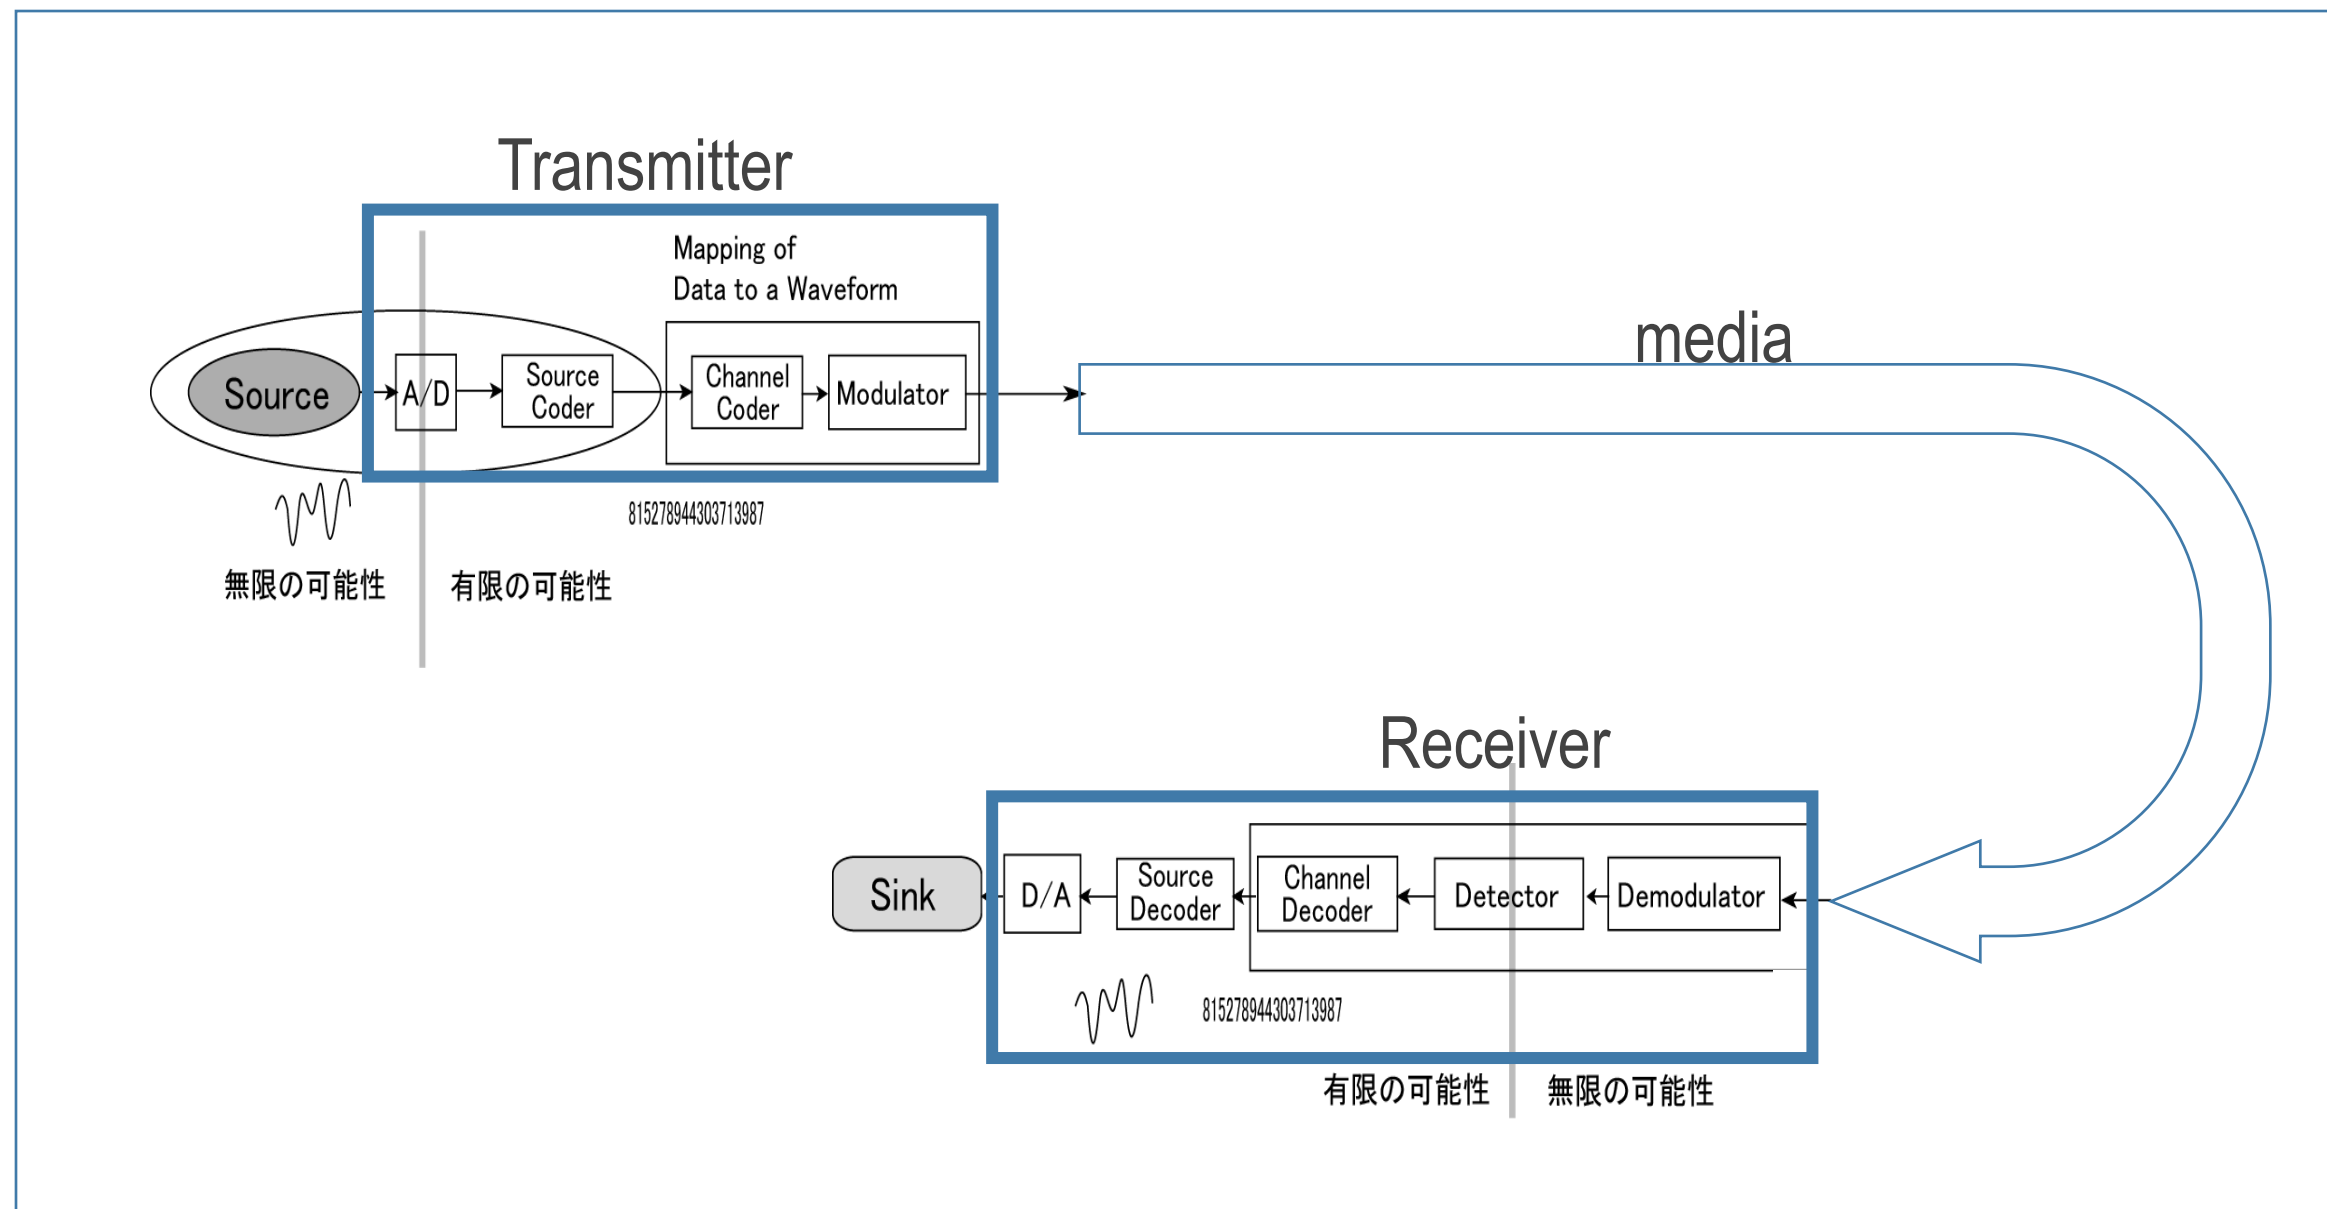 Transmitter
Mapping of
Data to a Waveform
Source
A/D
Source
Coder
Channel
Coder
Modulator
815278944303713987
無限の可能性
有限の可能性
media
Receiver
Sink
D/A
Source
Decoder
Channel
Decoder
Detector
Demodulator
815278944303713987
有限の可能性
無限の可能性